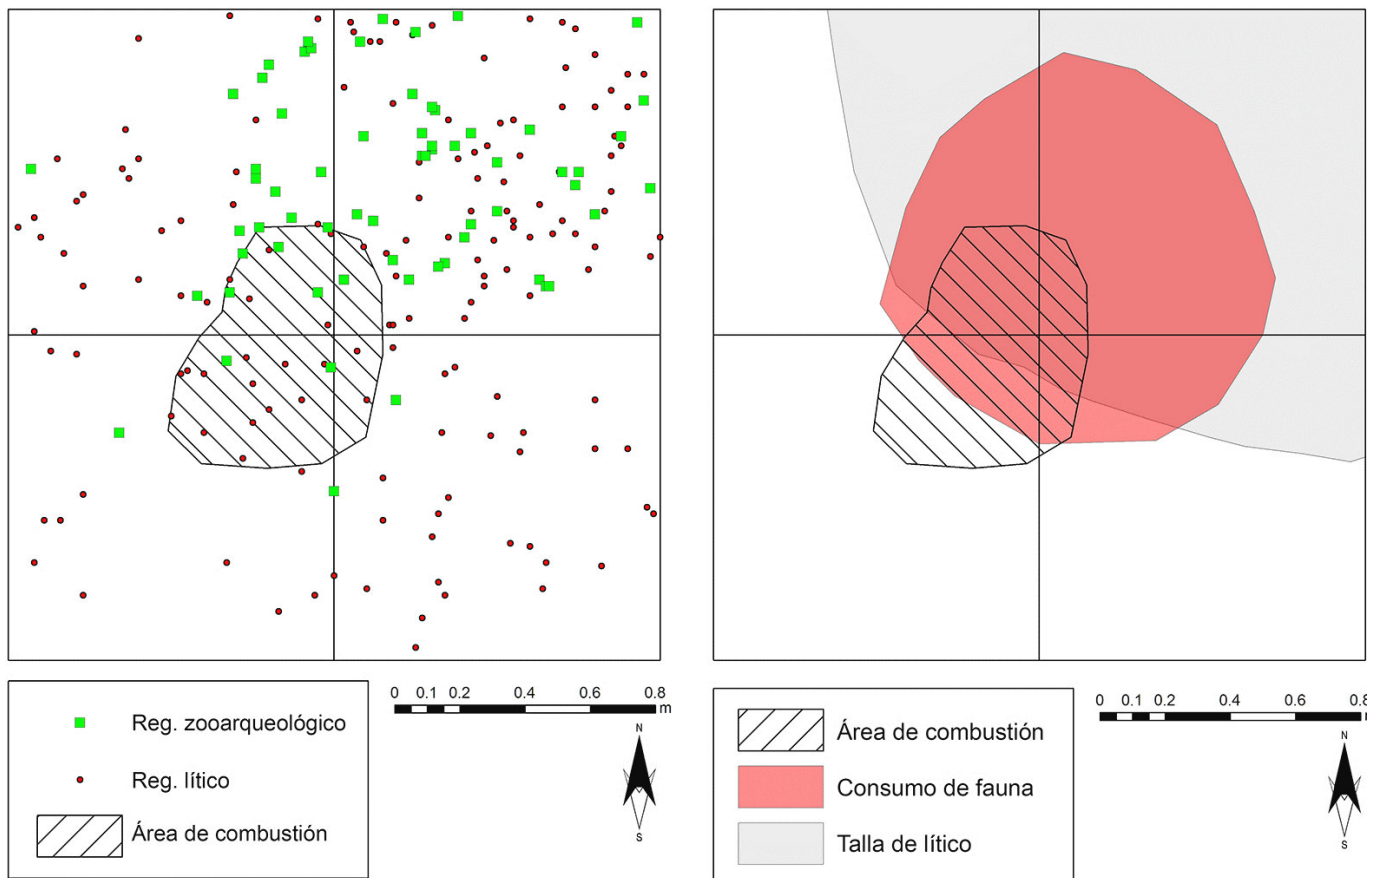 Reg. zooarqueológico
Reg. lítico
Área de combustión
0 0.1 0.2 0.4 0.6 0.8
m
N
S
Área de combustión
Consumo de fauna
Talla de lítico
0 0.1 0.2 0.4 0.6
N
S